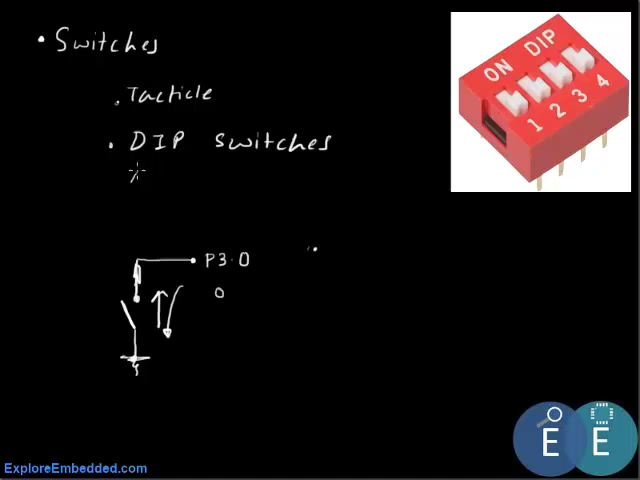 • Switches
. Tacticle
. DIP Switches
ON DIP
1 2 3 4
P3.0
0
E E
ExploreEmbedded.com